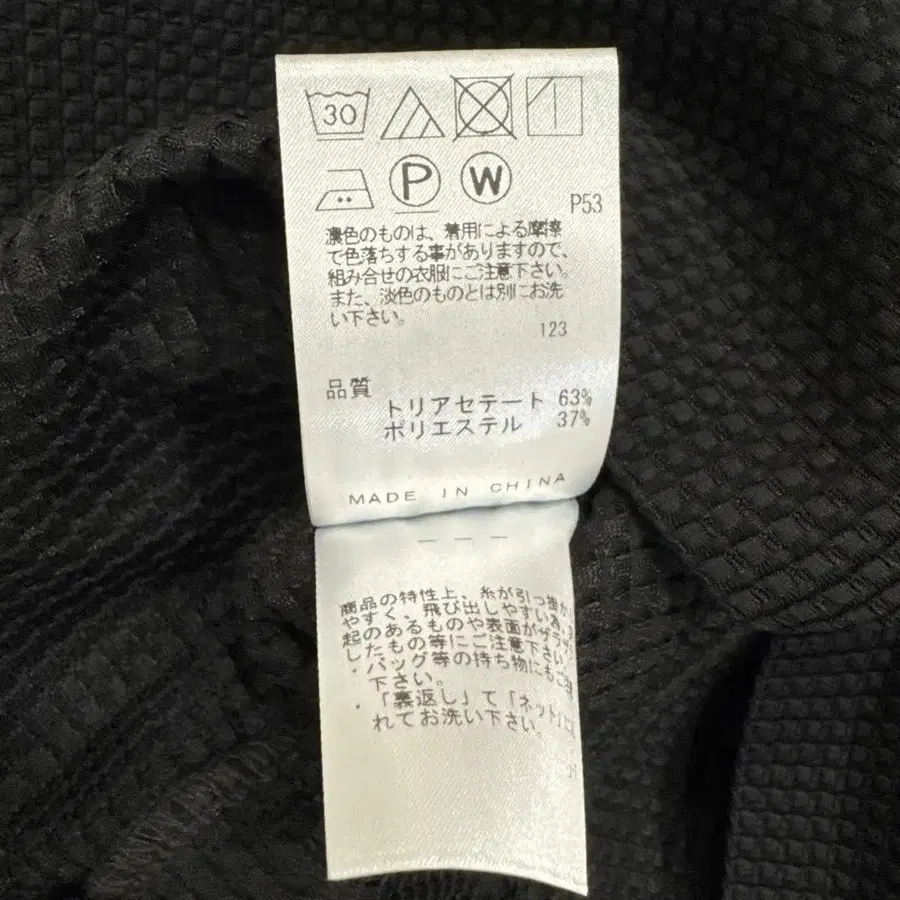 30
P W
P53
濃色のものは、着用による摩擦
で色落ちする事がありますので、
組み合せの衣服にご注意下さい。
また、淡色のものとは別にお洗
い下さい。
123
品質
トリアセテート 63%
ポリエステル 37%
MADE IN CHINA
商品の特性上、糸が引っ掛か
やすく、飛び出しやすい為、
起のあるものや表面がザラ
したもの等にご注意下さい。
・バッグ等の持ち物にもご注
下さい。
・「裏返し」て「ネット」に
れてお洗い下さい。